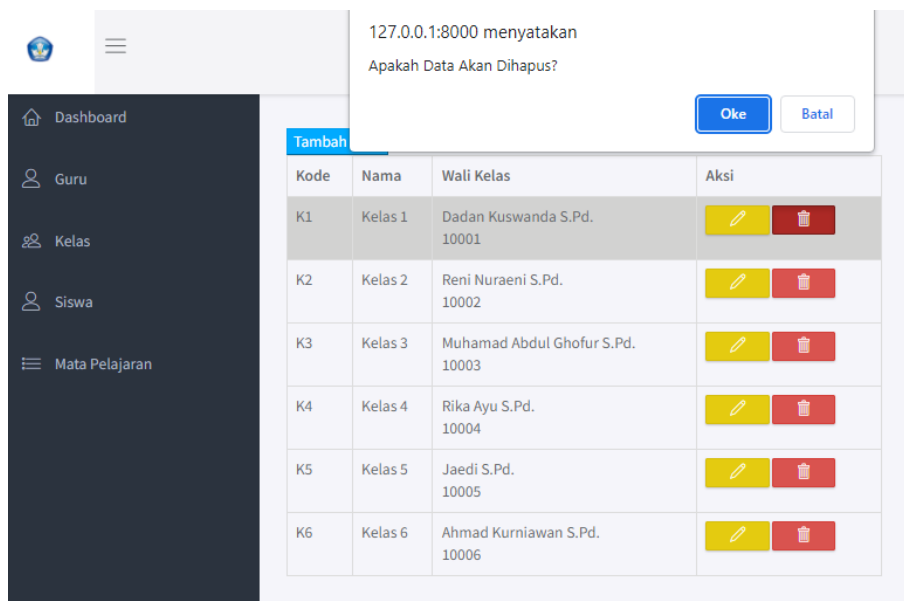 127.0.0.1:8000 menyatakan
Apakah Data Akan Dihapus?
Oke Batal
Dashboard
Guru
Kelas
Siswa
Mata Pelajaran
Tambah
Kode Nama Wali Kelas Aksi
K1 Kelas 1 Dadan Kuswanda S.Pd.
10001
K2 Kelas 2 Reni Nuraeni S.Pd.
10002
K3 Kelas 3 Muhamad Abdul Ghofur S.Pd.
10003
K4 Kelas 4 Rika Ayu S.Pd.
10004
K5 Kelas 5 Jaedi S.Pd.
10005
K6 Kelas 6 Ahmad Kurniawan S.Pd.
10006